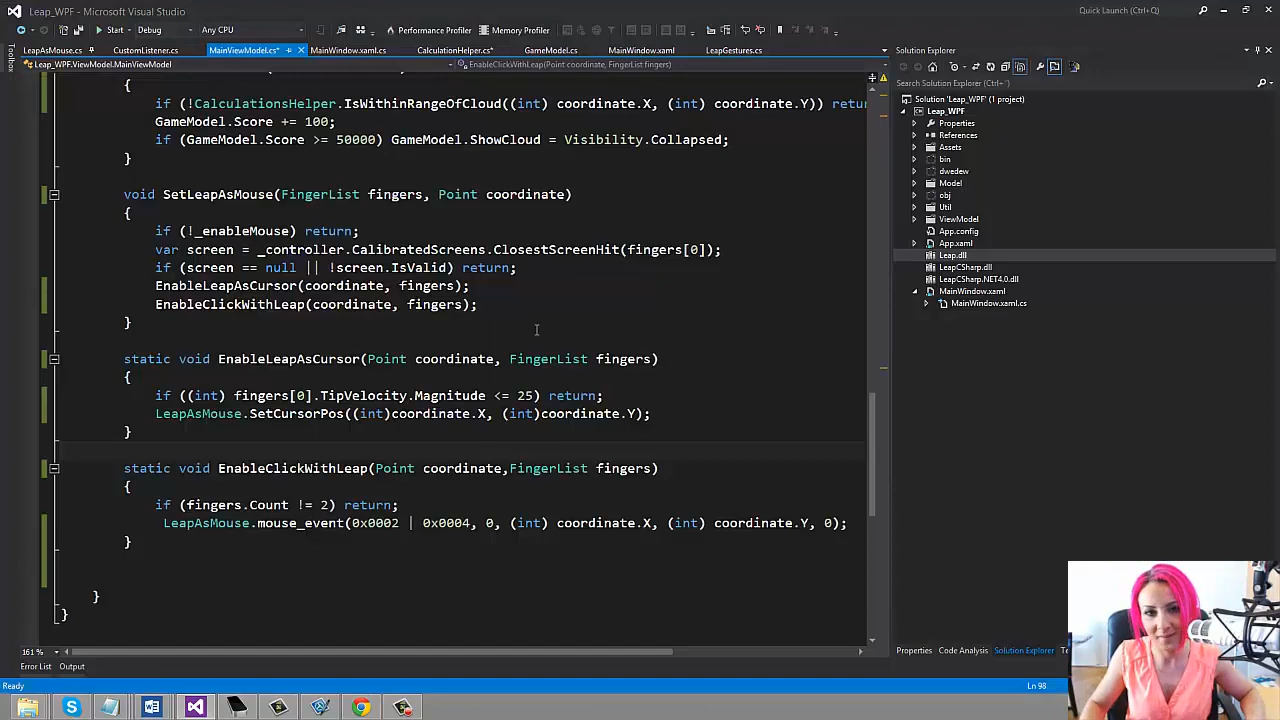 Leap_WPF - Microsoft Visual Studio
Quick Launch (Ctrl+Q)
Start
Debug
Any CPU
Performance Profiler
Memory Profiler
LeapAsMouse.cs
CustomListener.cs
MainViewModel.cs*
MainWindow.xaml.cs
CalculationHelper.cs*
GameModel.cs
MainWindow.xaml
LeapGestures.cs
Leap_WPF.ViewModel.MainViewModel
EnableClickWithLeap(Point coordinate, FingerList fingers)
{
if (!CalculationsHelper.IsWithinRangeOfCloud((int) coordinate.X, (int) coordinate.Y)) retur
GameModel.Score += 100;
if (GameModel.Score >= 50000) GameModel.ShowCloud = Visibility.Collapsed;
}
void SetLeapAsMouse(FingerList fingers, Point coordinate)
{
if (!_enableMouse) return;
var screen = _controller.CalibratedScreens.ClosestScreenHit(fingers[0]);
if (screen == null || !screen.IsValid) return;
EnableLeapAsCursor(coordinate, fingers);
EnableClickWithLeap(coordinate, fingers);
}
static void EnableLeapAsCursor(Point coordinate, FingerList fingers)
{
if ((int) fingers[0].TipVelocity.Magnitude <= 25) return;
LeapAsMouse.SetCursorPos((int)coordinate.X, (int)coordinate.Y);
}
static void EnableClickWithLeap(Point coordinate,FingerList fingers)
{
if (fingers.Count != 2) return;
LeapAsMouse.mouse_event(0x0002 | 0x0004, 0, (int) coordinate.X, (int) coordinate.Y, 0);
}
}
}
161 %
Error List
Output
Ready
Ln 98
Solution Explorer
Search Solution Explorer (Ctrl+')
Solution 'Leap_WPF' (1 project)
Leap_WPF
Properties
References
Assets
bin
dwedew
Model
obj
Util
ViewModel
App.config
App.xaml
Leap.dll
LeapCSharp.dll
LeapCSharp.NET4.0.dll
MainWindow.xaml
MainWindow.xaml.cs
Properties
Code Analysis
Solution Explorer